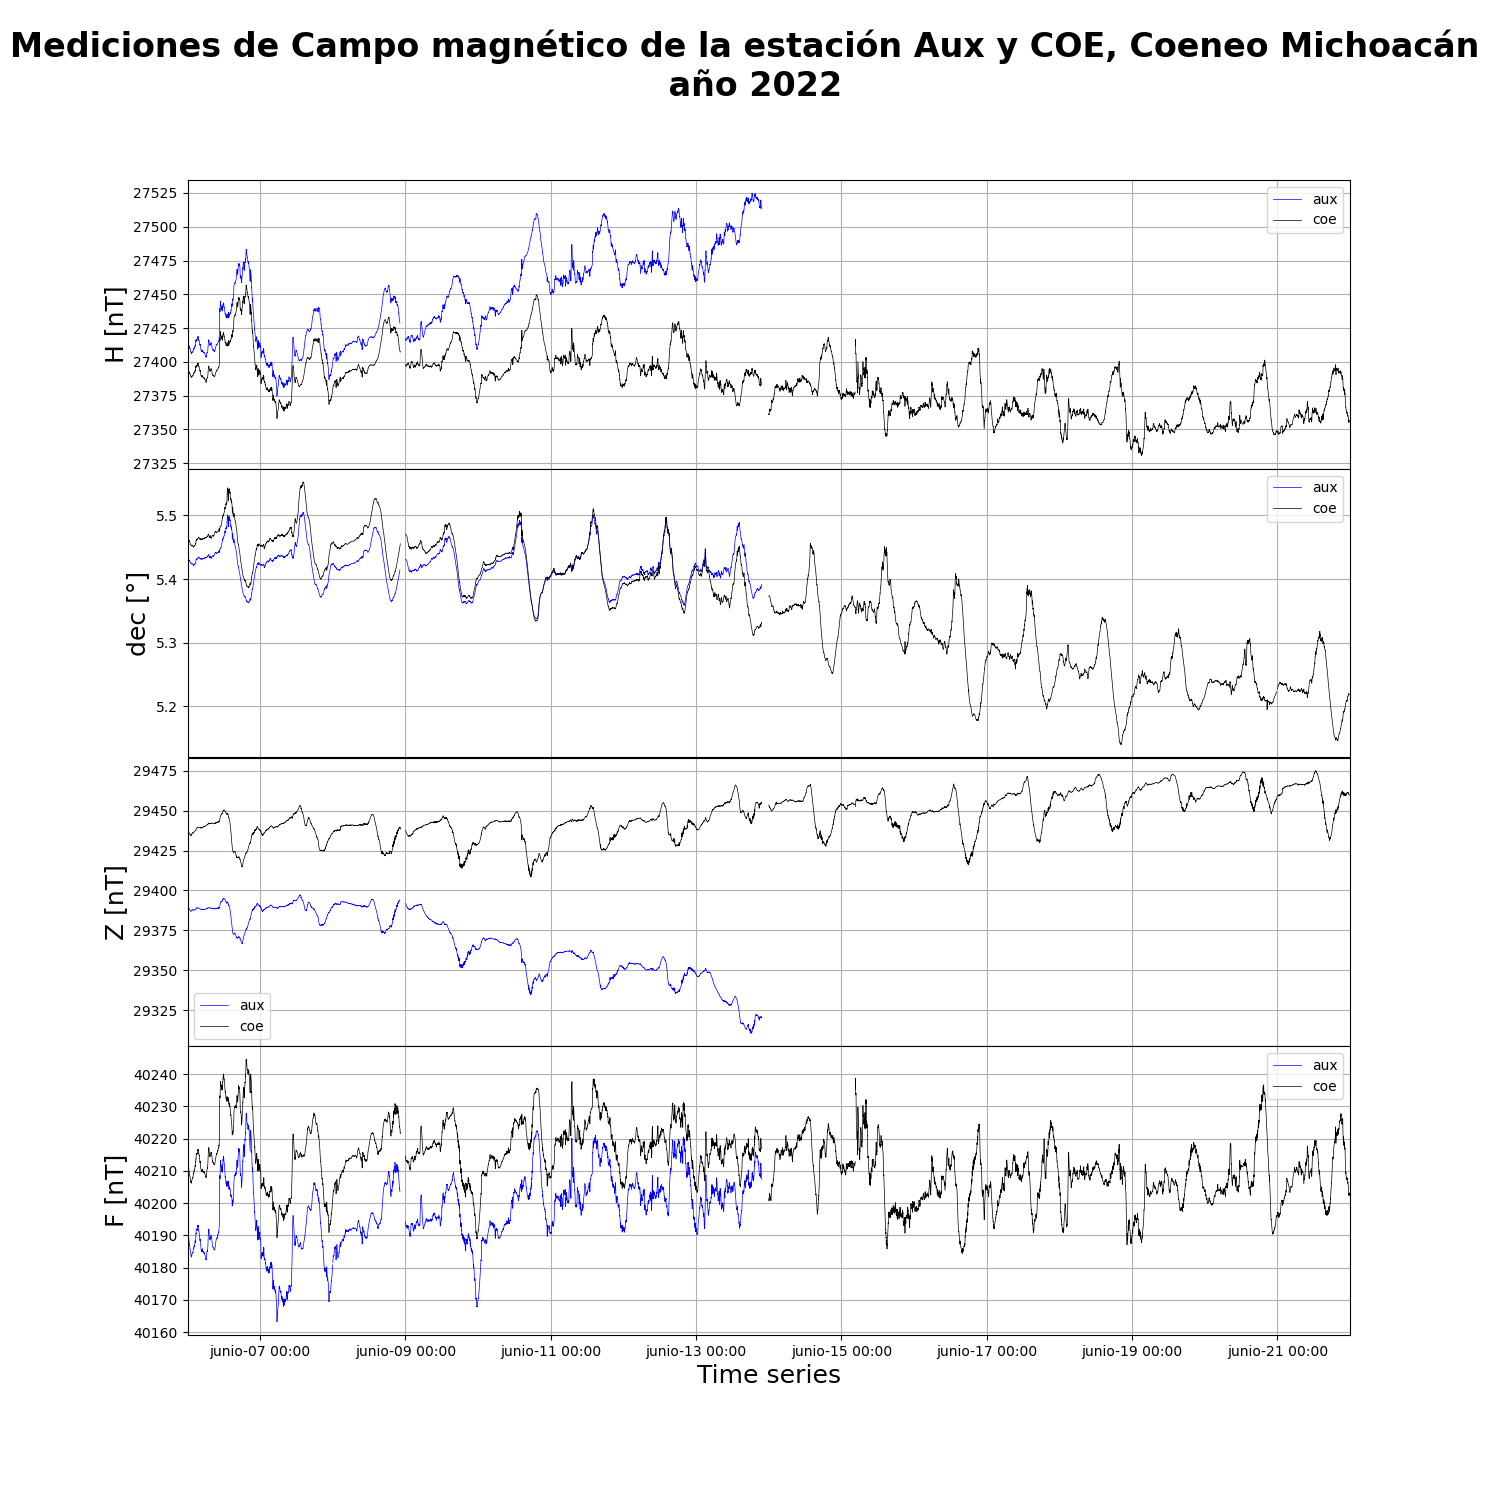 Mediciones de Campo magnético de la estación Aux y COE, Coeneo Michoacán
año 2022
27525
27500
27475
27450
27425
27400
27375
27350
27325
H [nT]
aux
coe
5.5
5.4
5.3
5.2
dec [°]
aux
coe
29475
29450
29425
29400
29375
29350
29325
Z [nT]
aux
coe
40240
40230
40220
40210
40200
40190
40180
40170
40160
F [nT]
aux
coe
junio-07 00:00 junio-09 00:00 junio-11 00:00 junio-13 00:00 junio-15 00:00 junio-17 00:00 junio-19 00:00 junio-21 00:00
Time series